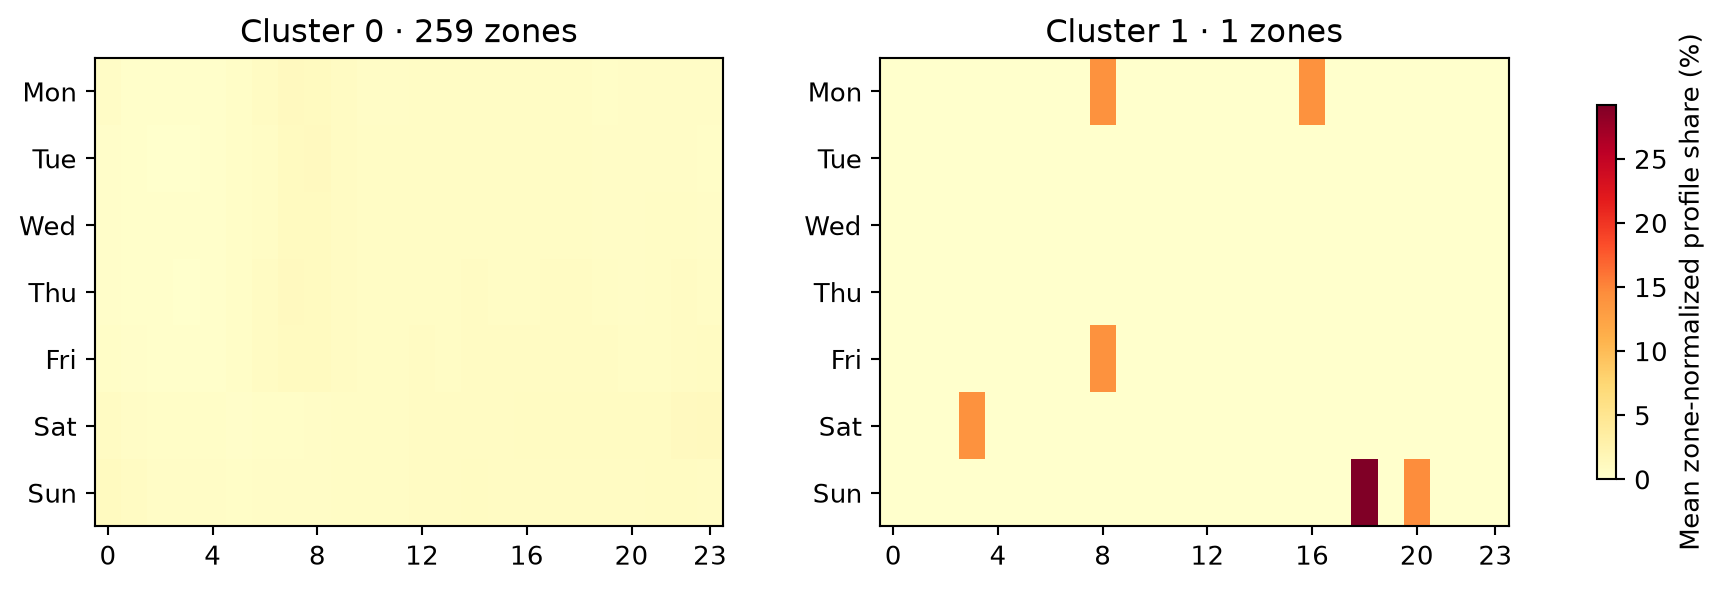 Cluster 0 · 259 zones
Mon
Tue
Wed
Thu
Fri
Sat
Sun
0 4 8 12 16 20 23
Cluster 1 · 1 zones
Mon
Tue
Wed
Thu
Fri
Sat
Sun
0 4 8 12 16 20 23
25
20
15
10
5
0
Mean zone-normalized profile share (%)